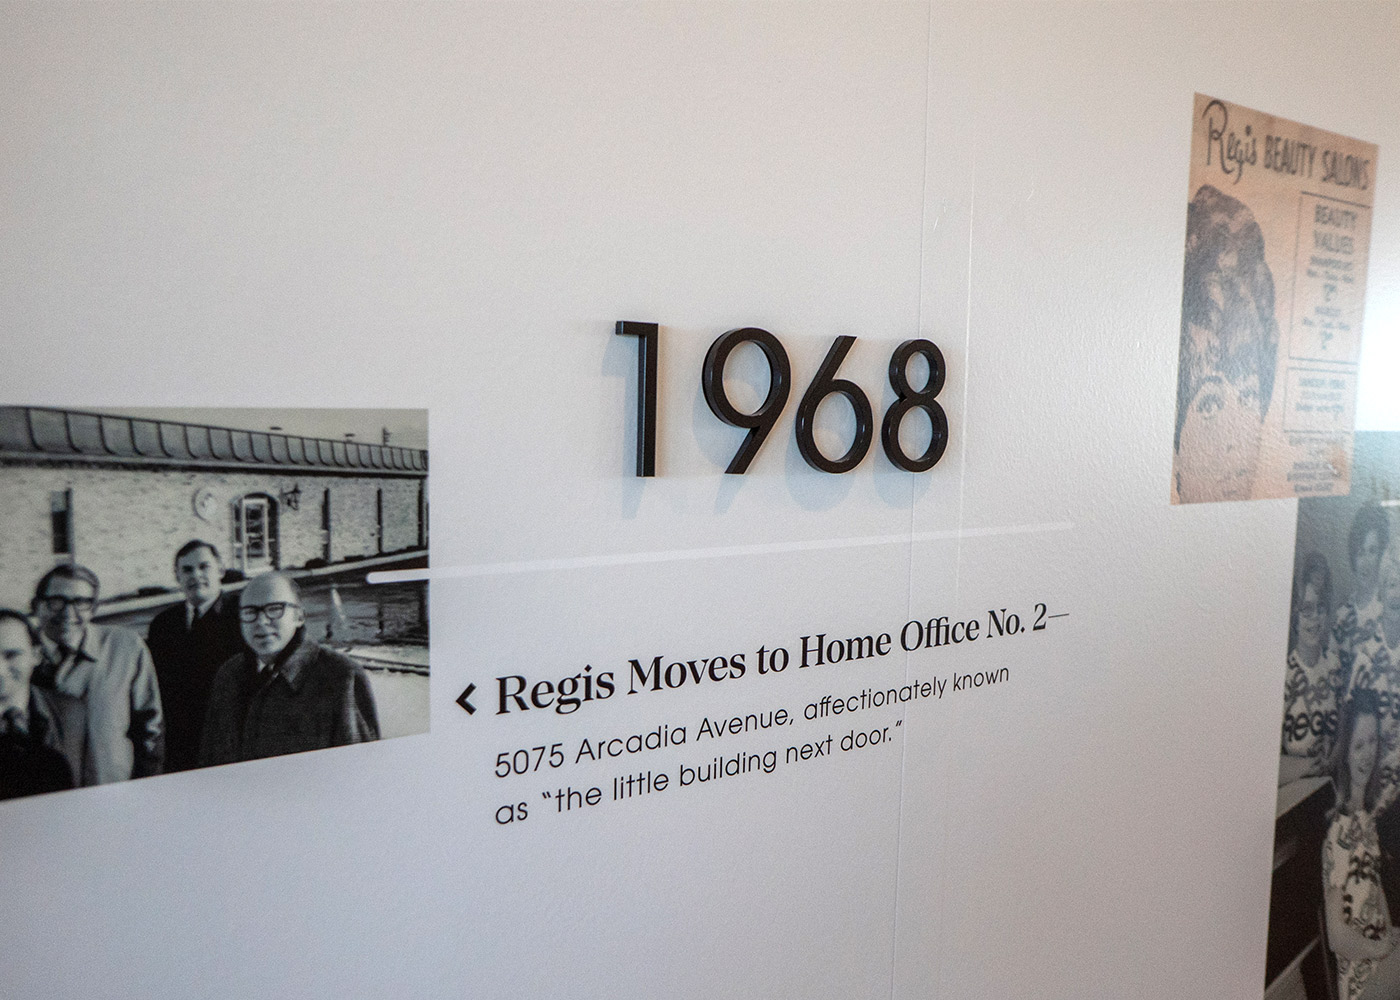 1968
Regis Moves to Home Office No. 2—
5075 Arcadia Avenue, affectionately known
as “the little building next door.”
Regis BEAUTY SALONS
BEAUTY
VALUES
REGIS